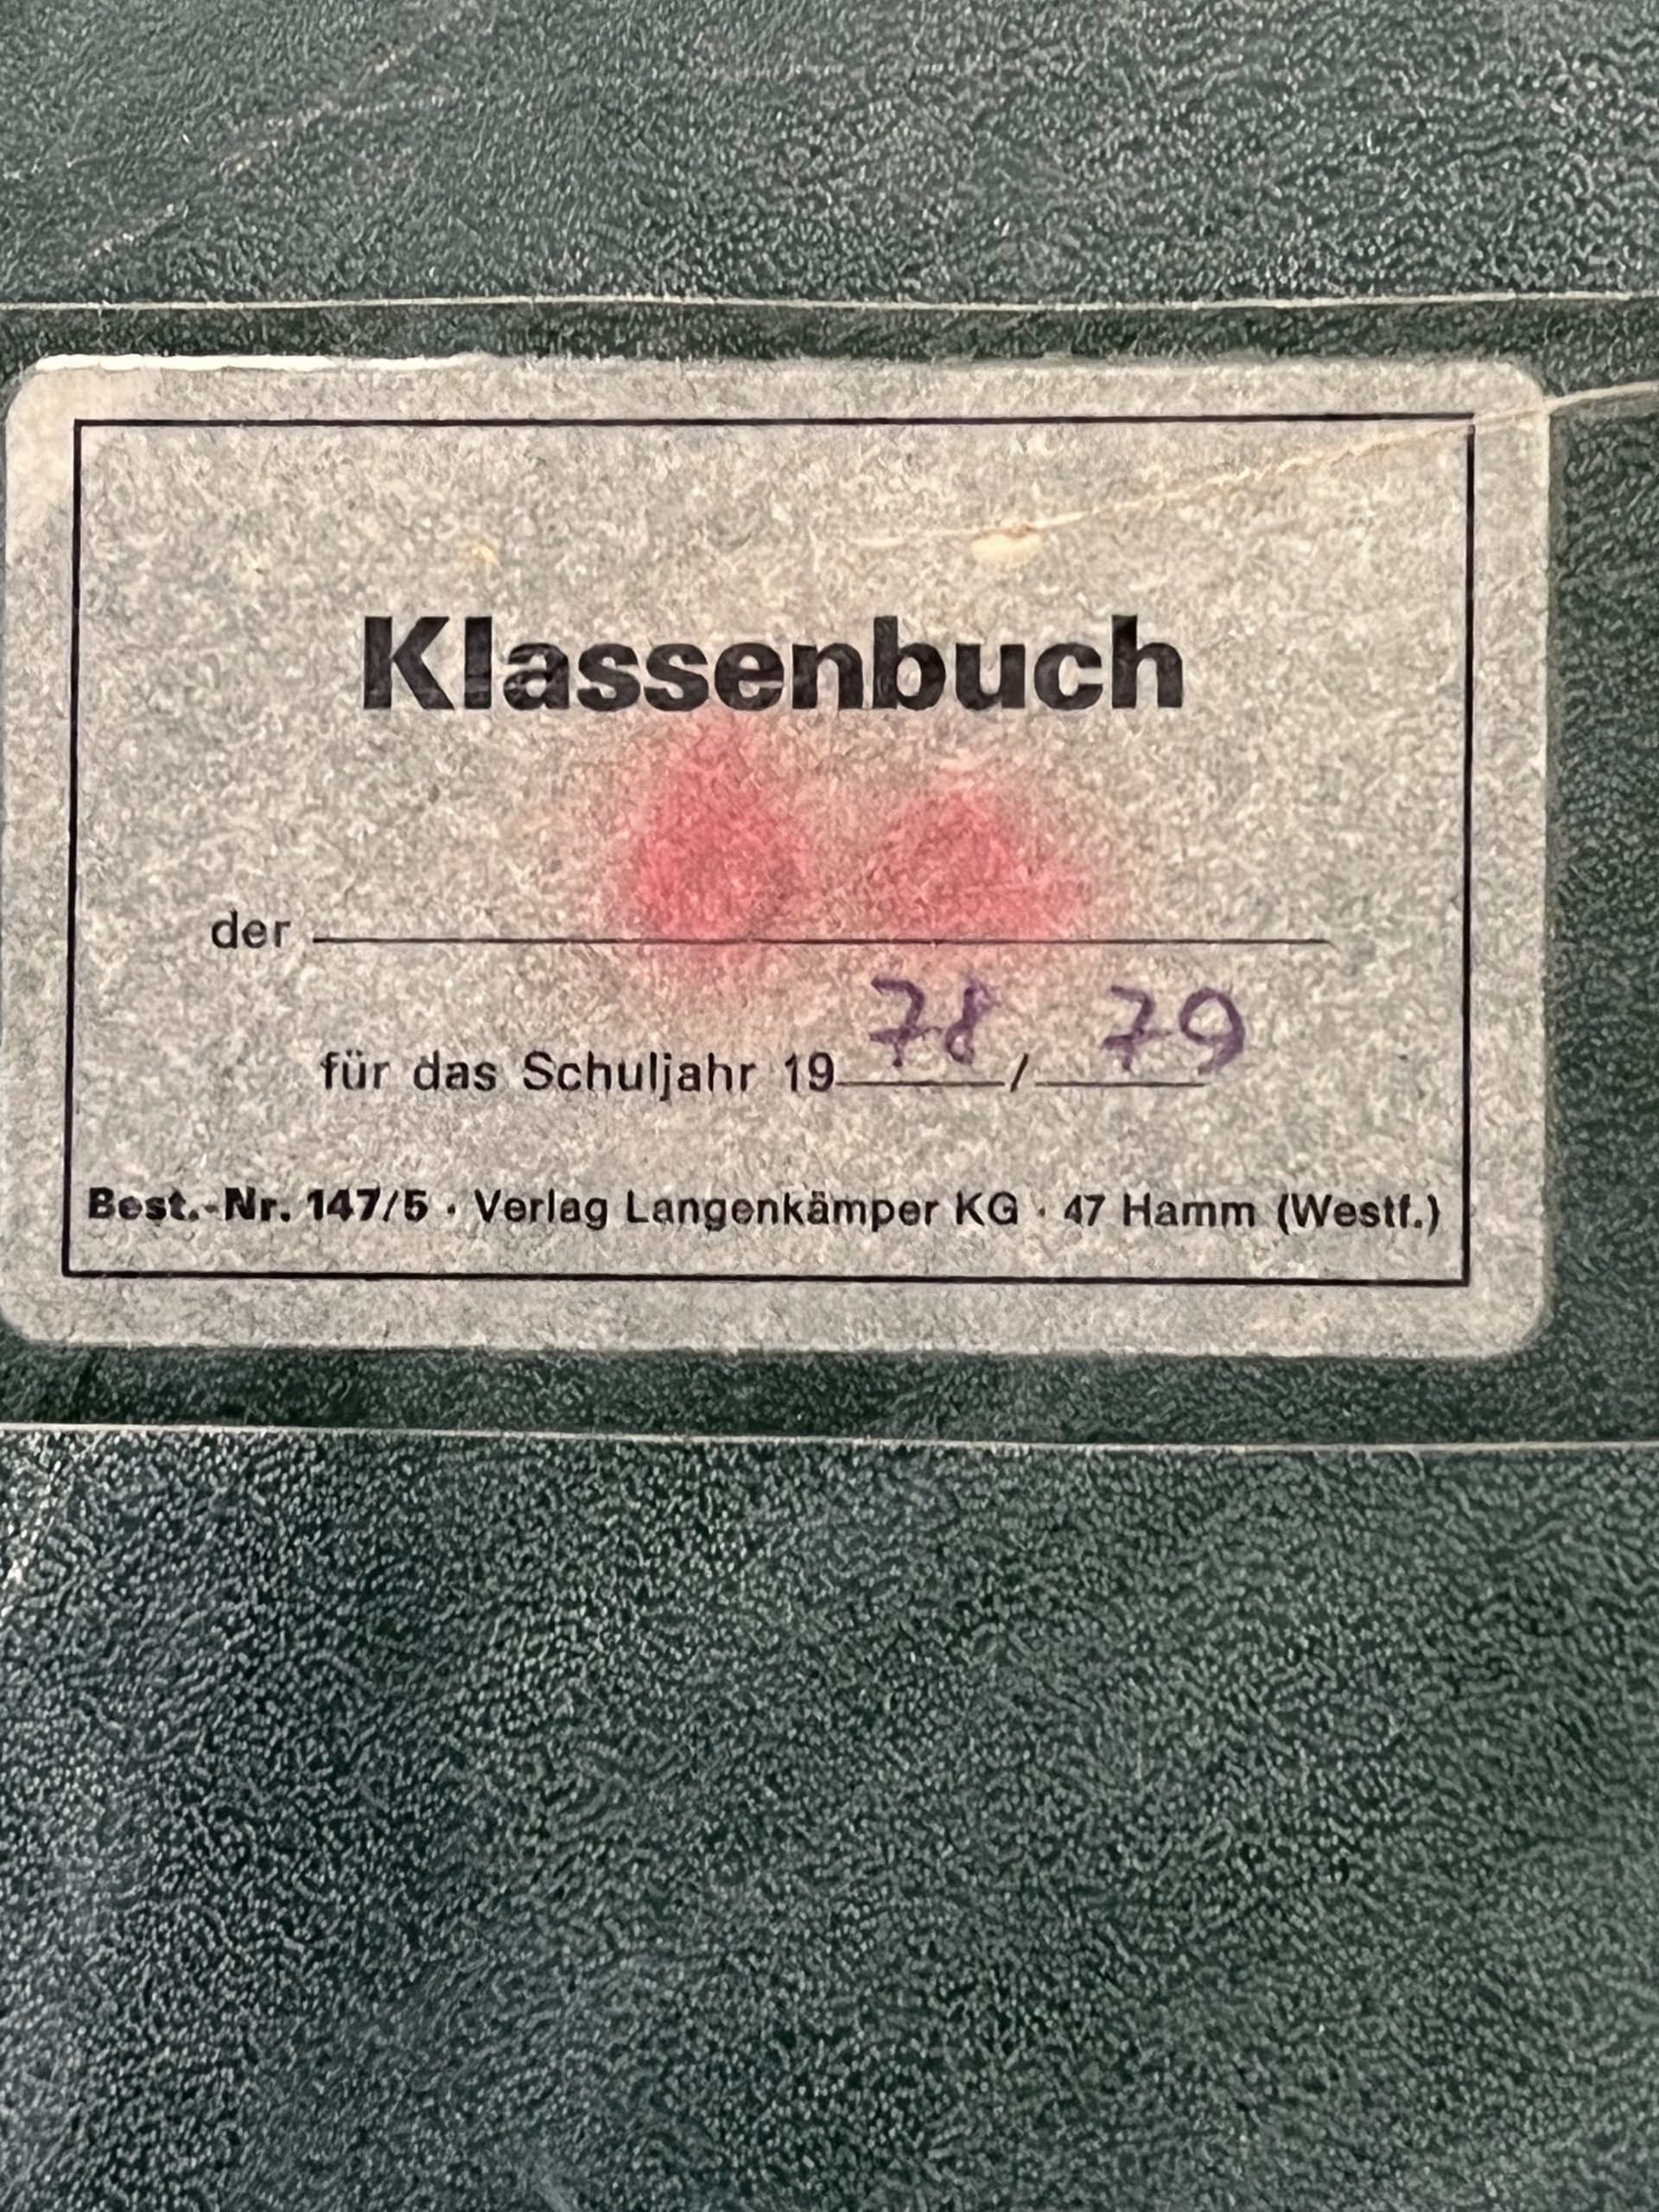 Klassenbuch
der
für das Schuljahr 19 78 / 79
Best.-Nr. 147/5 · Verlag Langenkämper KG · 47 Hamm (Westf.)